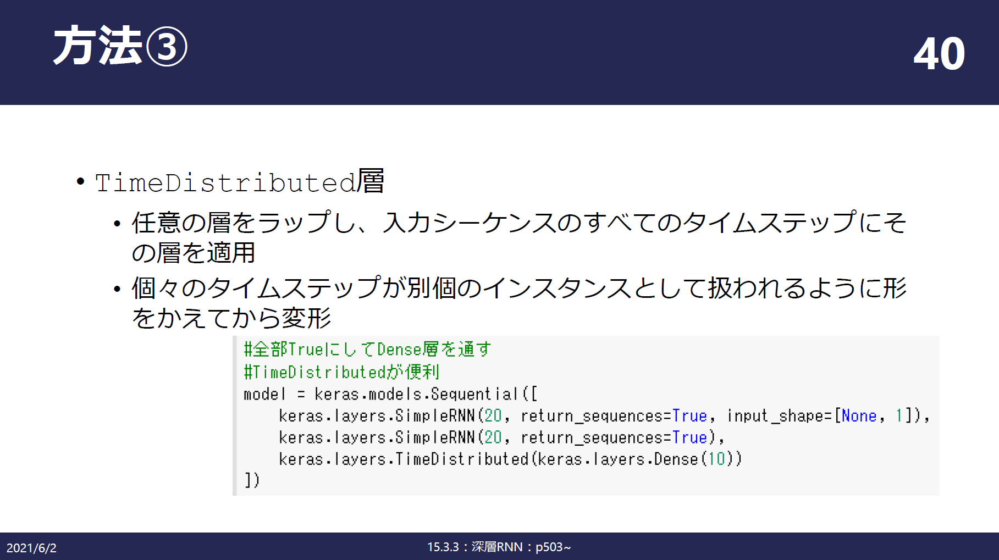 方法③
40
• TimeDistributed層
• 任意の層をラップし、入力シーケンスのすべてのタイムステップにそ
の層を適用
• 個々のタイムステップが別個のインスタンスとして扱われるように形
をかえてから変形
#全部TrueにしてDense層を通す
#TimeDistributedが便利
model = keras.models.Sequential([
    keras.layers.SimpleRNN(20, return_sequences=True, input_shape=[None, 1]),
    keras.layers.SimpleRNN(20, return_sequences=True),
    keras.layers.TimeDistributed(keras.layers.Dense(10))
])
2021/6/2
15.3.3：深層RNN：p503~